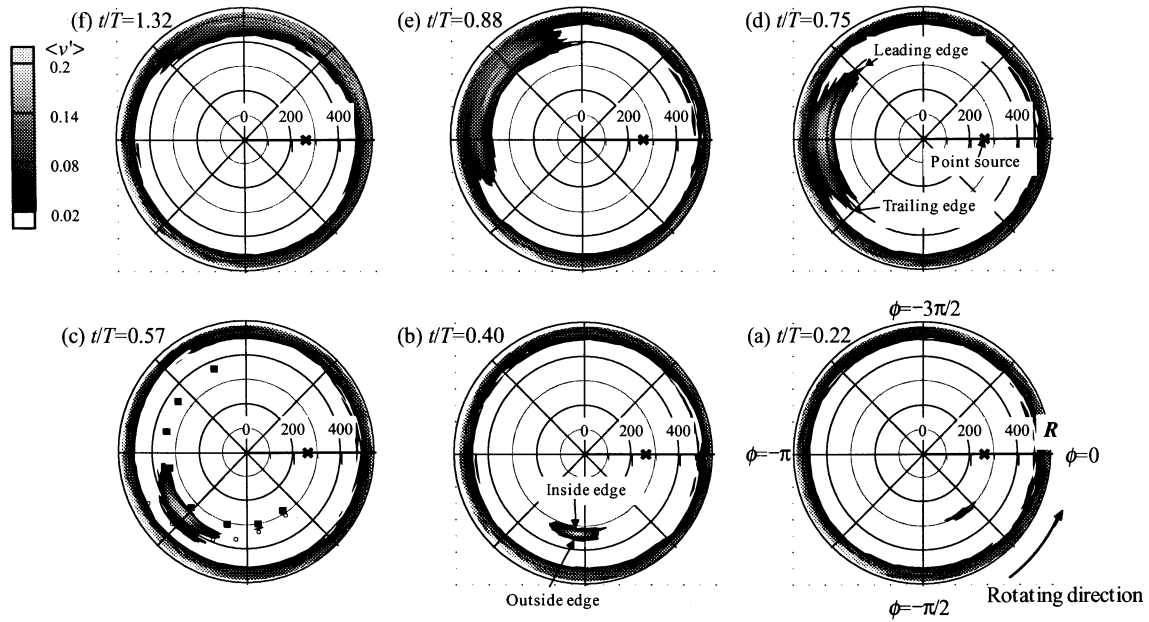 (f) t/T=1.32
(e) t/T=0.88
(d) t/T=0.75
<v'>
0.2
0.14
0.08
0.02
0 200 400
0 200 400
0 200 400
Leading edge
Point source
Trailing edge
(c) t/T=0.57
(b) t/T=0.40
(a) t/T=0.22
ϕ=−3π/2
0 200 400
0 200 400
0 200 400
R
ϕ=−π
ϕ=0
Inside edge
Outside edge
ϕ=−π/2
Rotating direction